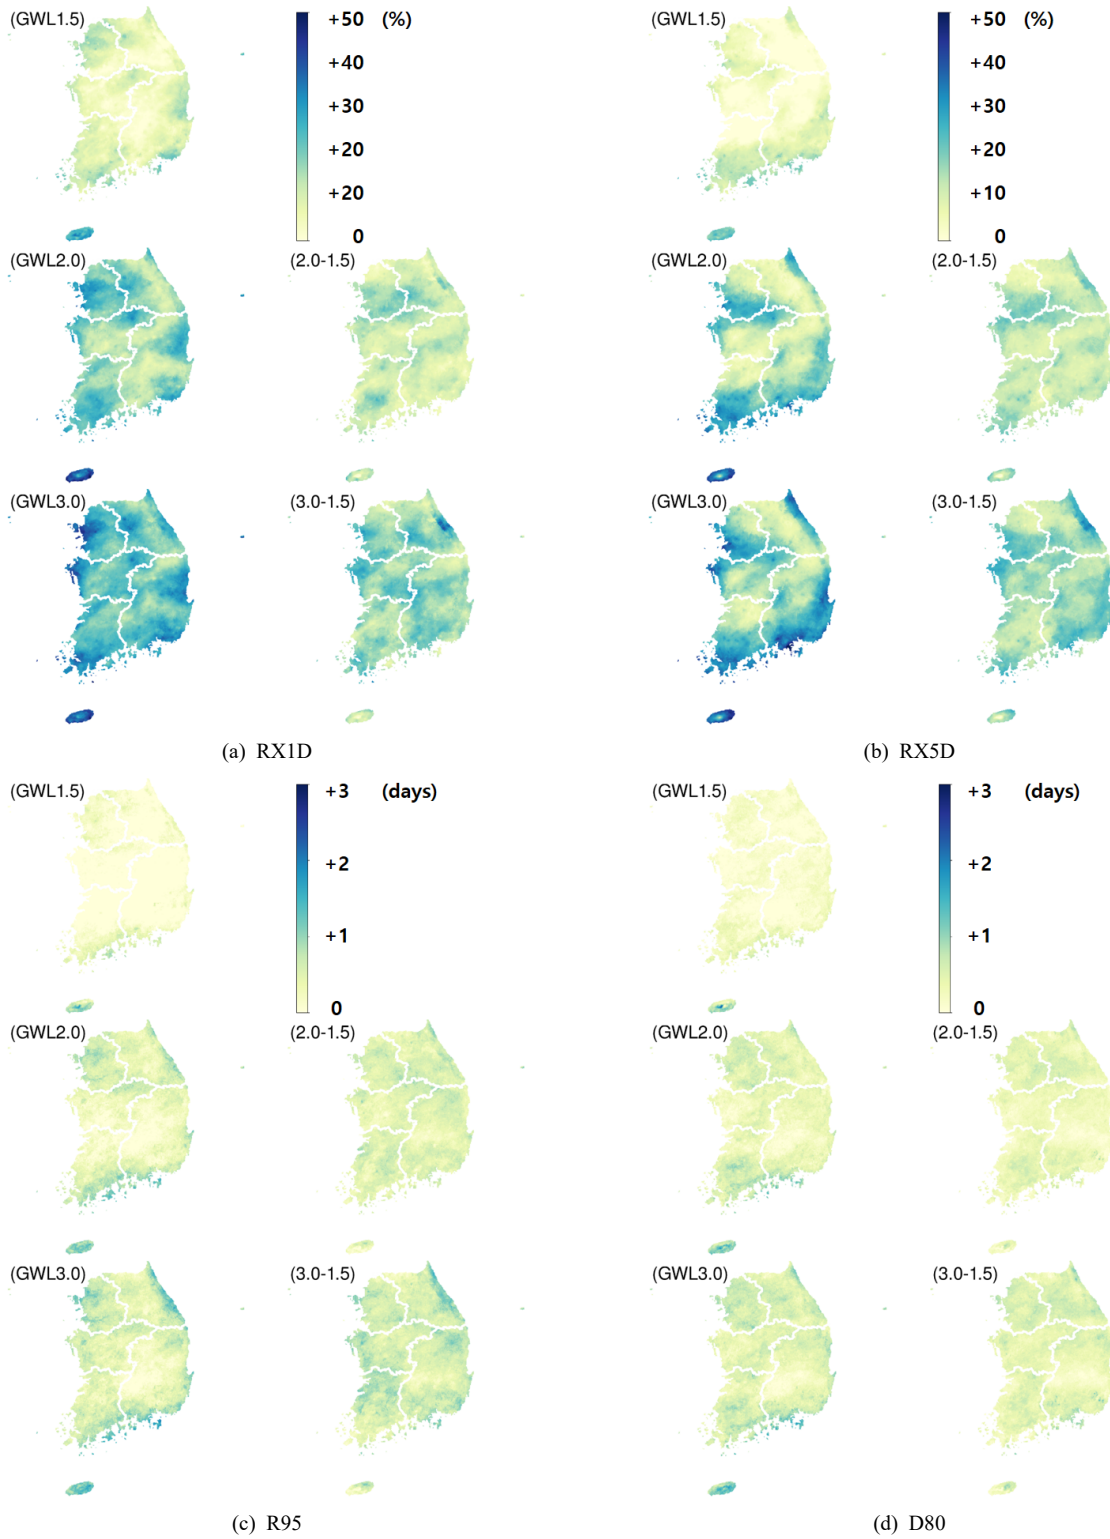 (GWL1.5)
+50 (%)
+40
+30
+20
+20
0
(GWL2.0)
(2.0-1.5)
(GWL3.0)
(3.0-1.5)
(a) RX1D
(GWL1.5)
+50 (%)
+40
+30
+20
+10
0
(GWL2.0)
(2.0-1.5)
(GWL3.0)
(3.0-1.5)
(b) RX5D
(GWL1.5)
+3 (days)
+2
+1
0
(GWL2.0)
(2.0-1.5)
(GWL3.0)
(3.0-1.5)
(c) R95
(GWL1.5)
+3 (days)
+2
+1
0
(GWL2.0)
(2.0-1.5)
(GWL3.0)
(3.0-1.5)
(d) D80